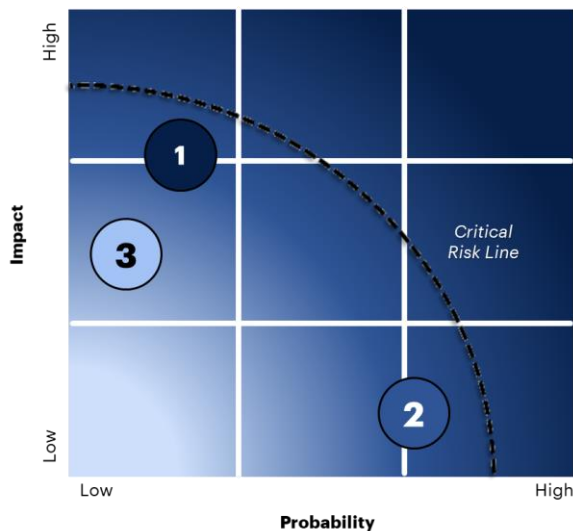 High
Impact
Low
1
3
2
Critical
Risk Line
Low
High
Probability